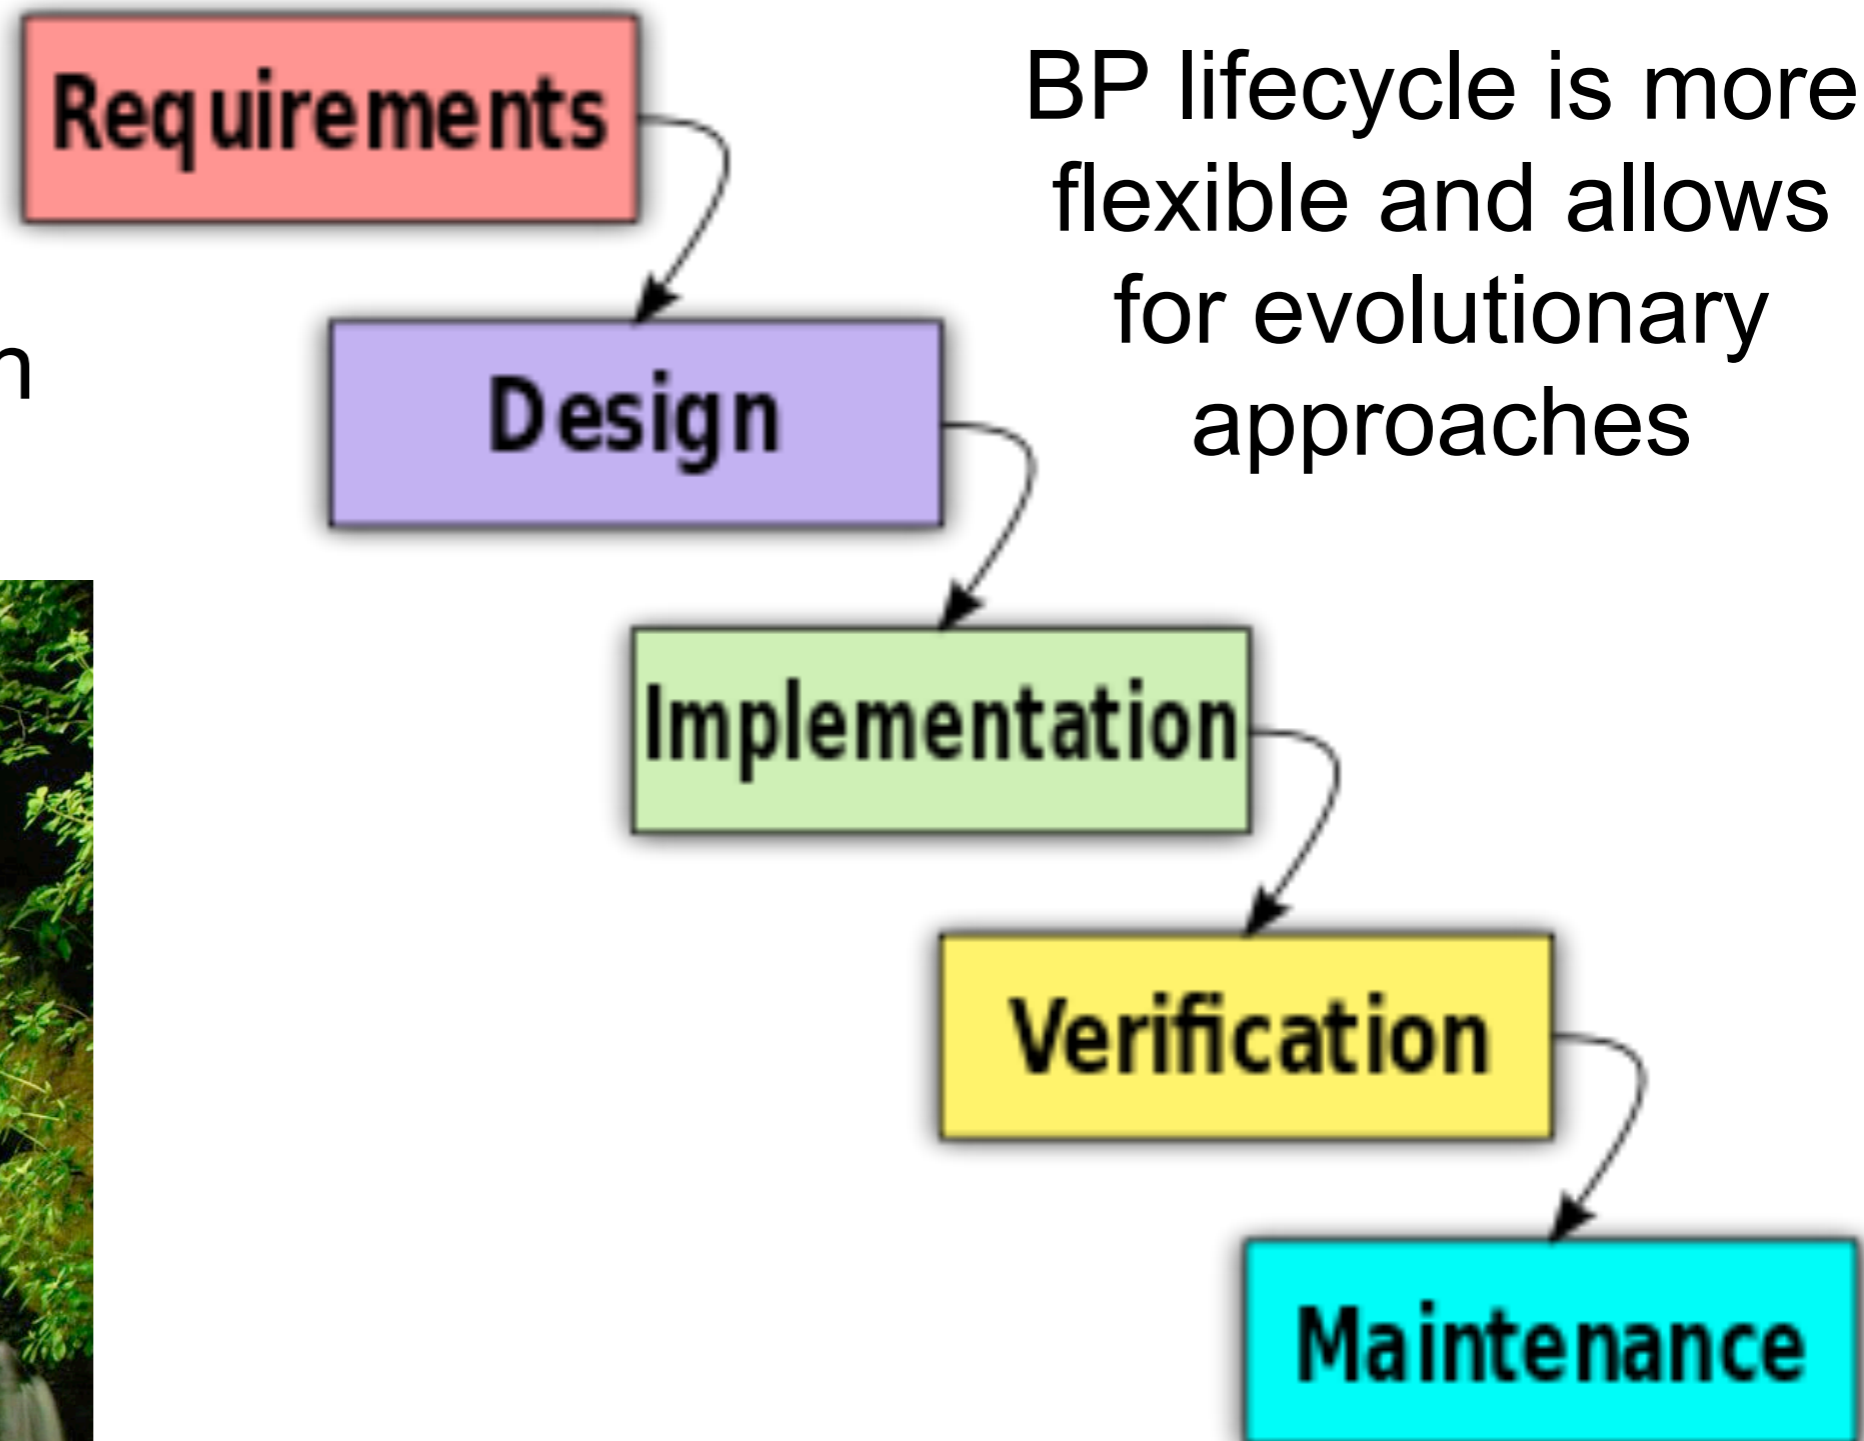 Requirements
BP lifecycle is more
flexible and allows
for evolutionary
approaches
n
Design
Implementation
Verification
Maintenance